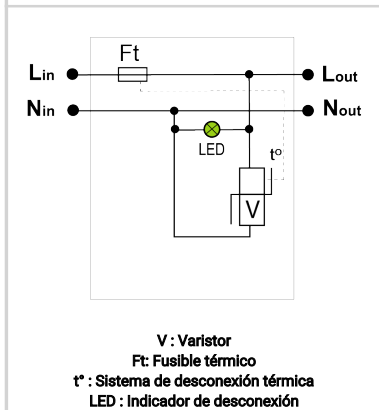 Ft
Lin Lout
Nin Nout
LED
t°
V
V : Varistor
Ft: Fusible térmico
t° : Sistema de desconexión térmica
LED : Indicador de desconexión